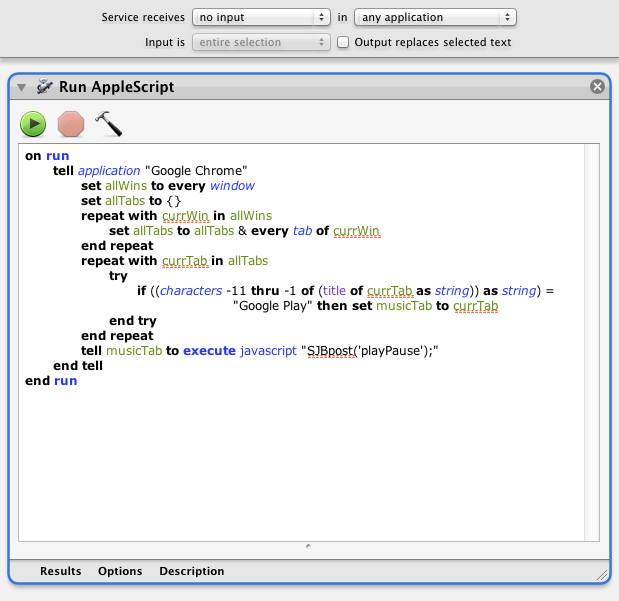 Service receives no input in any application
Input is entire selection Output replaces selected text
Run AppleScript
on run
tell application "Google Chrome"
set allWins to every window
set allTabs to {}
repeat with currWin in allWins
set allTabs to allTabs & every tab of currWin
end repeat
repeat with currTab in allTabs
try
if ((characters -11 thru -1 of (title of currTab as string)) as string) =
"Google Play" then set musicTab to currTab
end try
end repeat
tell musicTab to execute javascript "SJBpost('playPause');"
end tell
end run
Results Options Description